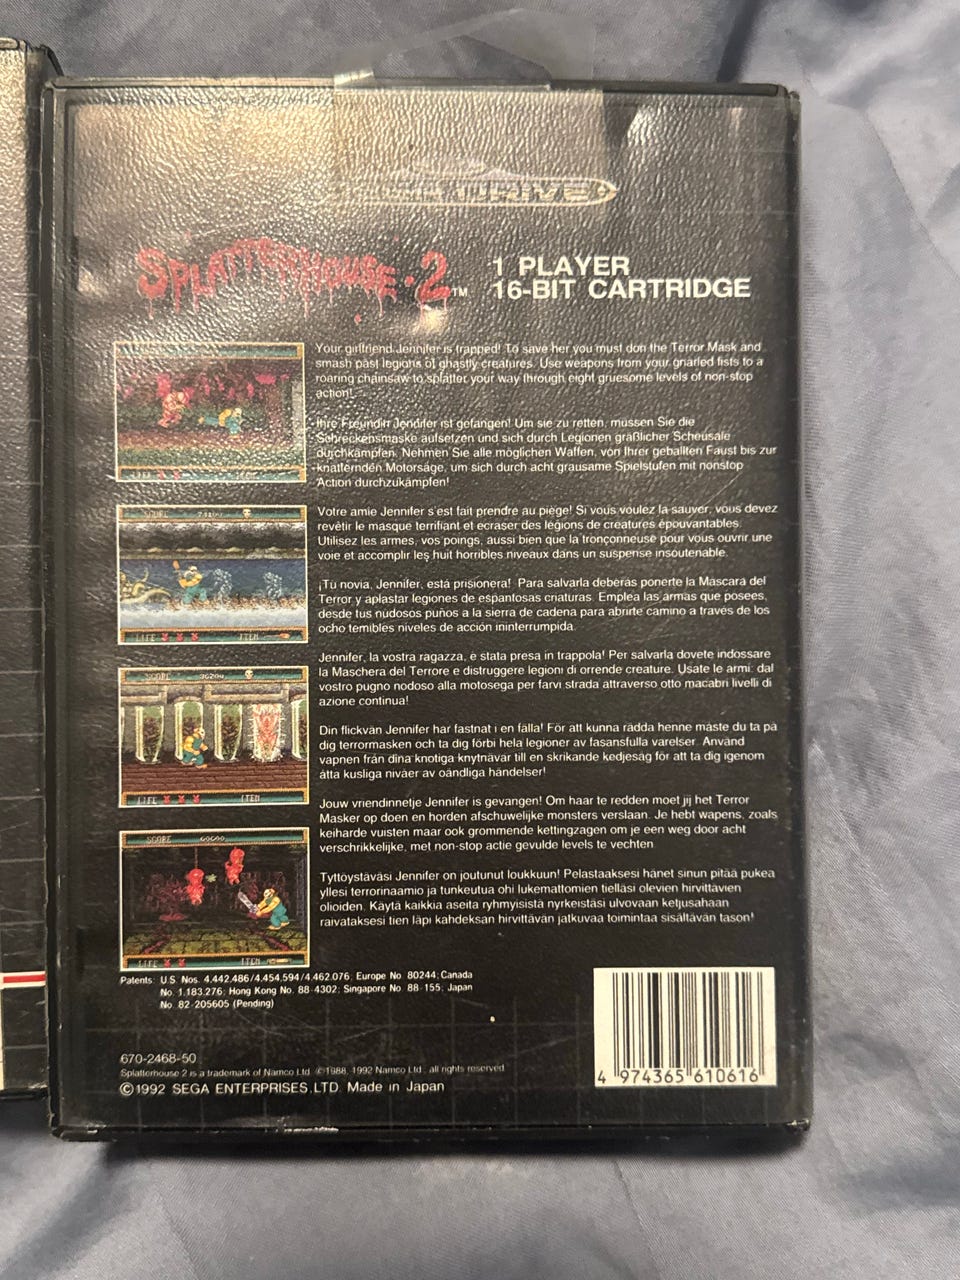 DRIVE
SPLATTERHOUSE·2 ™
1 PLAYER
16-BIT CARTRIDGE
Your girlfriend Jennifer is trapped! To save her you must don the Terror Mask and
smash past legions of ghastly creatures. Use weapons from your gnarled fists to a
roaring chainsaw to splatter your way through eight gruesome levels of non-stop
action!
Ihre Freundin Jennifer ist gefangen! Um sie zu retten, müssen Sie die
Schreckensmaske aufsetzen und sich durch Legionen gräßlicher Scheusale
durchkämpfen. Nehmen Sie alle möglichen Waffen, von Ihrer geballten Faust bis zur
knatternden Motorsäge, um sich durch acht grausame Spielstufen mit nonstop
Action durchzukämpfen!
Votre amie Jennifer s'est fait prendre au piège! Si vous voulez la sauver, vous devez
revêtir le masque terrifiant et ecraser des légions de creatures épouvantables.
Utilisez les armes, vos poings, aussi bien que la tronçonneuse pour vous ouvrir une
voie et accomplir les huit horribles niveaux dans un suspense insoutenable.
¡Tu novia, Jennifer, está prisionera! Para salvarla deberás ponerte la Máscara del
Terror y aplastar legiones de espantosas criaturas. Emplea las armas que posees,
desde tus nudosos puños a la sierra de cadena para abrirte camino a través de los
ocho temibles niveles de acción ininterrumpida.
Jennifer, la vostra ragazza, è stata presa in trappola! Per salvarla dovete indossare
la Maschera del Terrore e distruggere legioni di orrende creature. Usate le armi: dal
vostro pugno nodoso alla motosega per farvi strada attraverso otto macabri livelli di
azione continua!
Din flickvän Jennifer har fastnat i en fälla! För att kunna rädda henne måste du ta på
dig terrormasken och ta dig förbi hela legioner av fasansfulla varelser. Använd
vapnen från dina knotiga knytnävar till en skrikande kedjesåg för att ta dig igenom
åtta kusliga nivåer av oändliga händelser!
Jouw vriendinnetje Jennifer is gevangen! Om haar te redden moet jij het Terror
Masker op doen en horden afschuwelijke monsters verslaan. Je hebt wapens, zoals
keiharde vuisten maar ook grommende kettingzagen om je een weg door acht
verschrikkelijke, met non-stop actie gevulde levels te vechten.
Tyttöystäväsi Jennifer on joutunut loukkuun! Pelastaaksesi hänet sinun pitää pukea
yllesi terrorinaamio ja tunkeutua ohi lukemattomien tielläsi olevien hirvittävien
olioiden. Käytä kaikkia aseita ryhmyisistä nyrkeistäsi ulvovaan ketjusahaan
raivataksesi tien läpi kahdeksan hirvittävän jatkuvaa toimintaa sisältävän tason!
SCORE
LIFE ITEM
SCORE
LIFE ITEM
SCORE
LIFE ITEM
Patents: U.S. Nos. 4,442,486/4,454,594/4,462,076; Europe No. 80244; Canada
No. 1,183,276; Hong Kong No. 88-4302; Singapore No. 88-155; Japan
No. 82-205605 (Pending)
670-2468-50
Splatterhouse 2 is a trademark of Namco Ltd. ©1988, 1992 Namco Ltd., all rights reserved
©1992 SEGA ENTERPRISES,LTD. Made in Japan
4 974365 610616